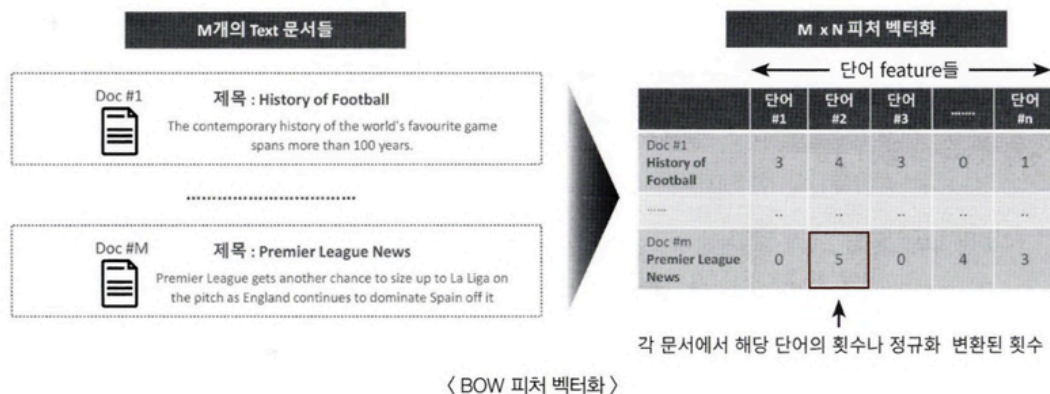 M개의 Text 문서들
Doc #1
제목 : History of Football
The contemporary history of the world's favourite game
spans more than 100 years.
................................
Doc #M
제목 : Premier League News
Premier League gets another chance to size up to La Liga on
the pitch as England continues to dominate Spain off it
M x N 피처 벡터화
단어 feature들
단어 #1 단어 #2 단어 #3 ....... 단어 #n
Doc #1
History of Football 3 4 3 0 1
...... .. .. .. .. ..
Doc #m
Premier League News 0 5 0 4 3
각 문서에서 해당 단어의 횟수나 정규화 변환된 횟수
〈 BOW 피처 벡터화 〉